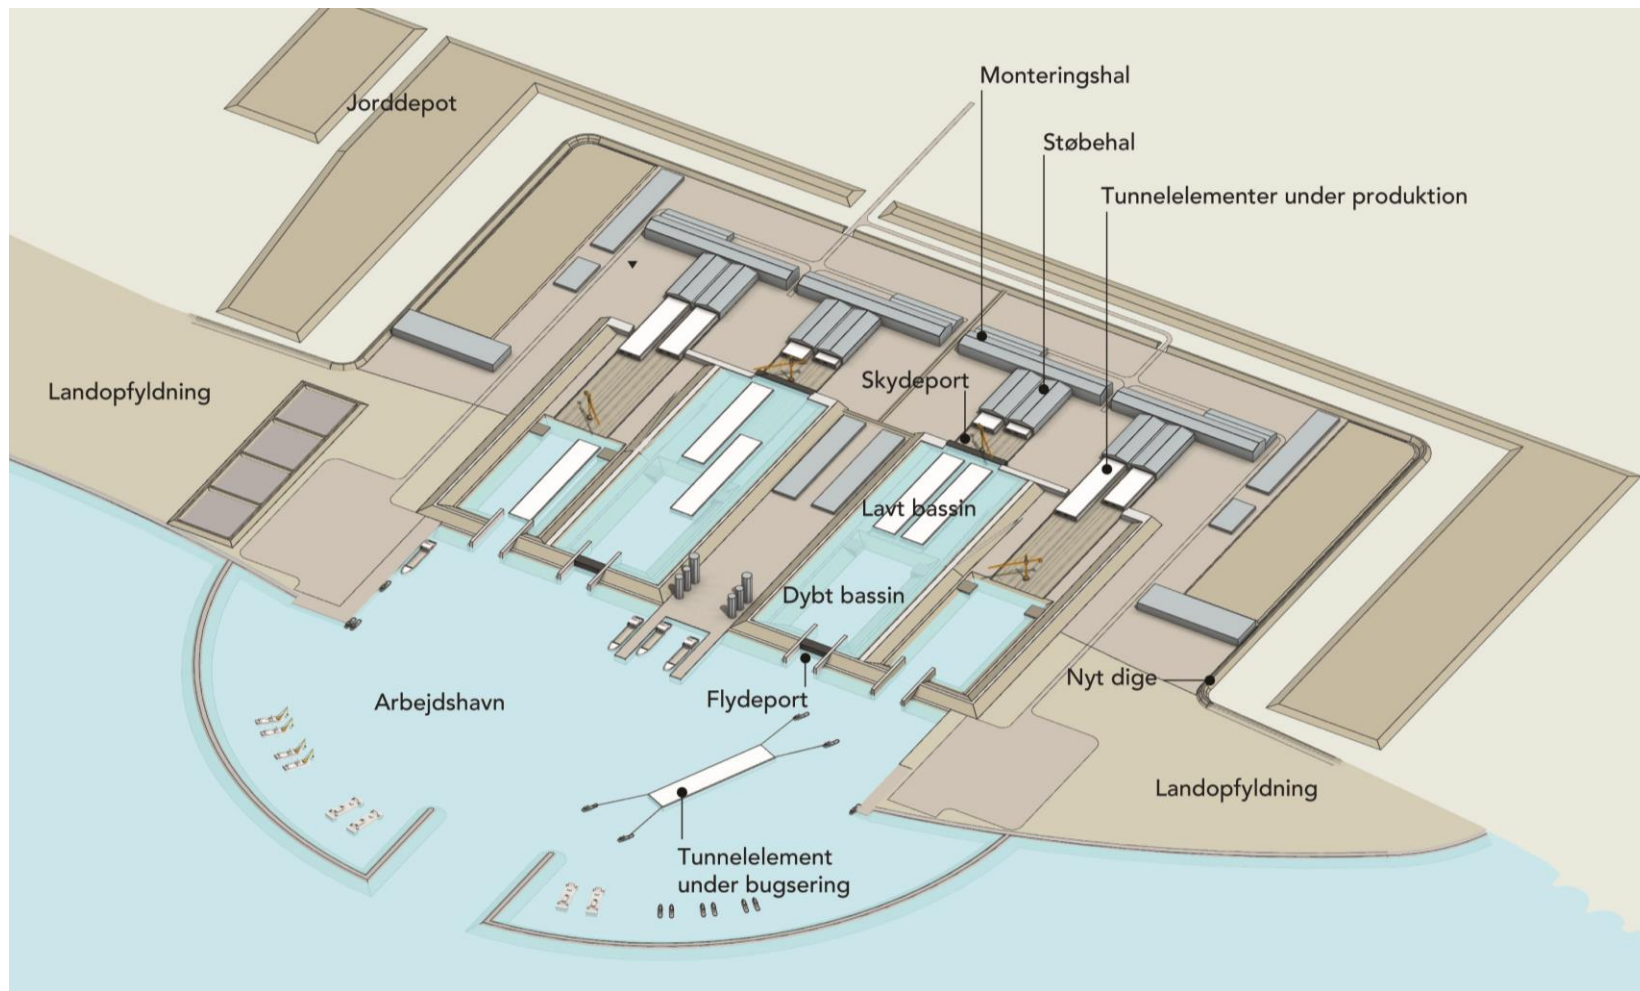 Monteringshal
Jorddepot
Støbehal
Tunnelelementer under produktion
Skydeport
Landopfyldning
Lavt bassin
Dybt bassin
Nyt dige
Flydeport
Arbejdshavn
Landopfyldning
Tunnelelement
under bugsering